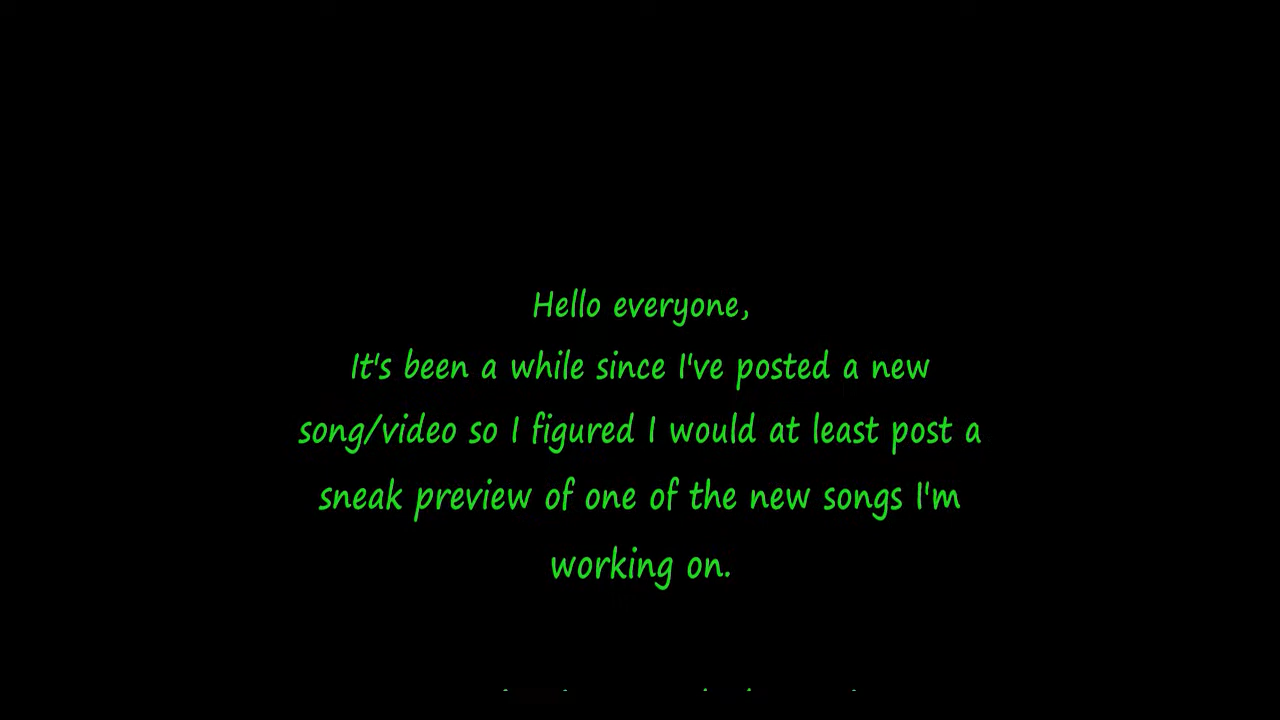 Hello everyone,
It's been a while since I've posted a new
song/video so I figured I would at least post a
sneak preview of one of the new songs I'm
working on.